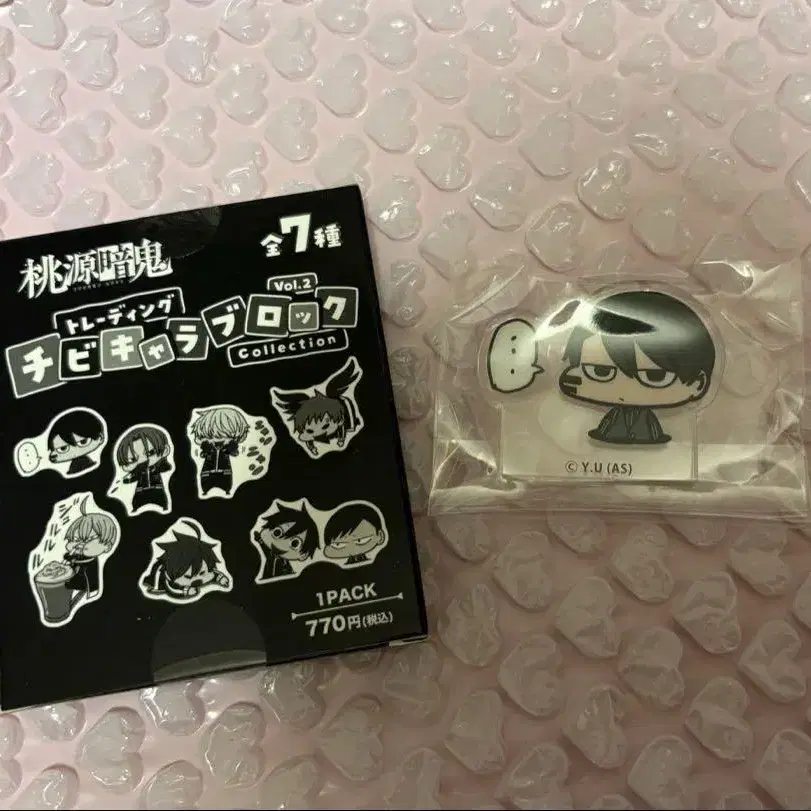 全7種
桃源暗鬼
トレーディング
Vol.2
チビキャラブロック
Collection
...
1PACK
770円(税込)
...
© Y.U (AS)